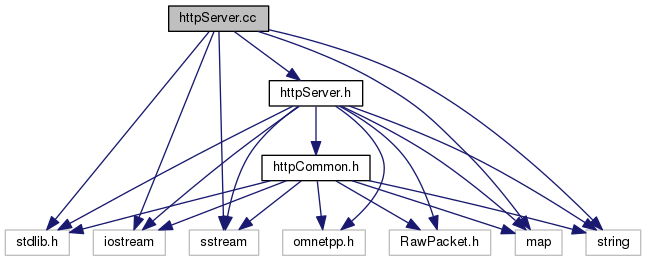 httpServer.cc
httpServer.h
httpCommon.h
stdlib.h
iostream
sstream
omnetpp.h
RawPacket.h
map
string